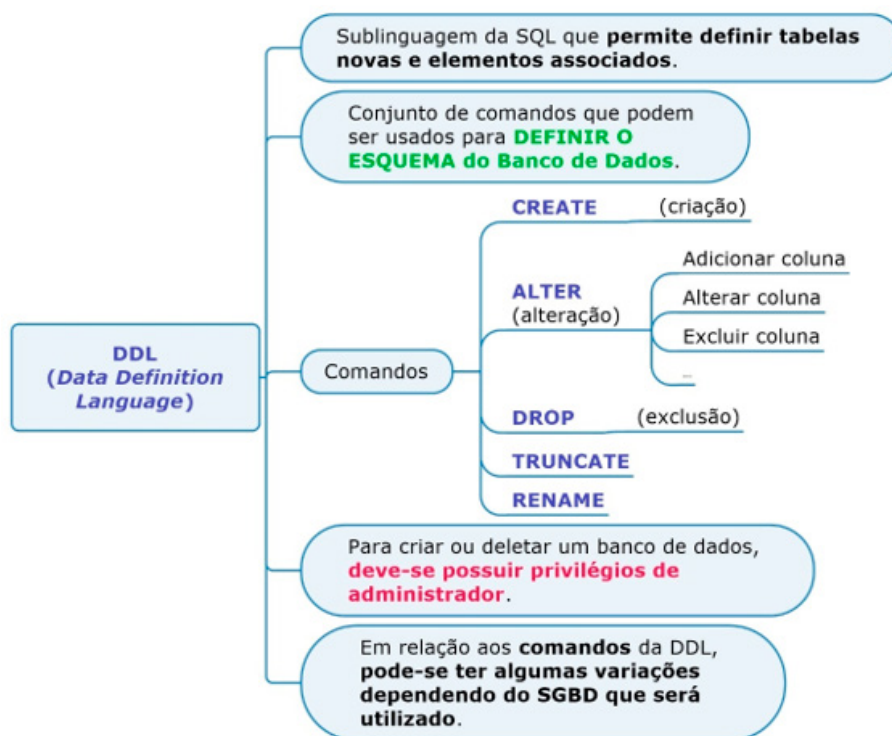 Sublinguagem da SQL que permite definir tabelas
novas e elementos associados.
Conjunto de comandos que podem
ser usados para DEFINIR O
ESQUEMA do Banco de Dados.
DDL
(Data Definition
Language)
Comandos
CREATE (criação)
ALTER
(alteração)
Adicionar coluna
Alterar coluna
Excluir coluna
...
DROP (exclusão)
TRUNCATE
RENAME
Para criar ou deletar um banco de dados,
deve-se possuir privilégios de
administrador.
Em relação aos comandos da DDL,
pode-se ter algumas variações
dependendo do SGBD que será
utilizado.